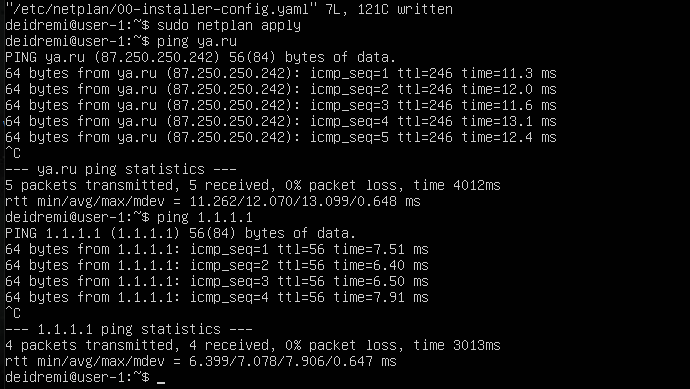 "/etc/netplan/00-installer-config.yaml" 7L, 121C written
deidremi@user-1:~$ sudo netplan apply
deidremi@user-1:~$ ping ya.ru
PING ya.ru (87.250.250.242) 56(84) bytes of data.
64 bytes from ya.ru (87.250.250.242): icmp_seq=1 ttl=246 time=11.3 ms
64 bytes from ya.ru (87.250.250.242): icmp_seq=2 ttl=246 time=12.0 ms
64 bytes from ya.ru (87.250.250.242): icmp_seq=3 ttl=246 time=11.6 ms
64 bytes from ya.ru (87.250.250.242): icmp_seq=4 ttl=246 time=13.1 ms
64 bytes from ya.ru (87.250.250.242): icmp_seq=5 ttl=246 time=12.4 ms
^C
--- ya.ru ping statistics ---
5 packets transmitted, 5 received, 0% packet loss, time 4012ms
rtt min/avg/max/mdev = 11.262/12.070/13.099/0.648 ms
deidremi@user-1:~$ ping 1.1.1.1
PING 1.1.1.1 (1.1.1.1) 56(84) bytes of data.
64 bytes from 1.1.1.1: icmp_seq=1 ttl=56 time=7.51 ms
64 bytes from 1.1.1.1: icmp_seq=2 ttl=56 time=6.40 ms
64 bytes from 1.1.1.1: icmp_seq=3 ttl=56 time=6.50 ms
64 bytes from 1.1.1.1: icmp_seq=4 ttl=56 time=7.91 ms
^C
--- 1.1.1.1 ping statistics ---
4 packets transmitted, 4 received, 0% packet loss, time 3013ms
rtt min/avg/max/mdev = 6.399/7.078/7.906/0.647 ms
deidremi@user-1:~$ _